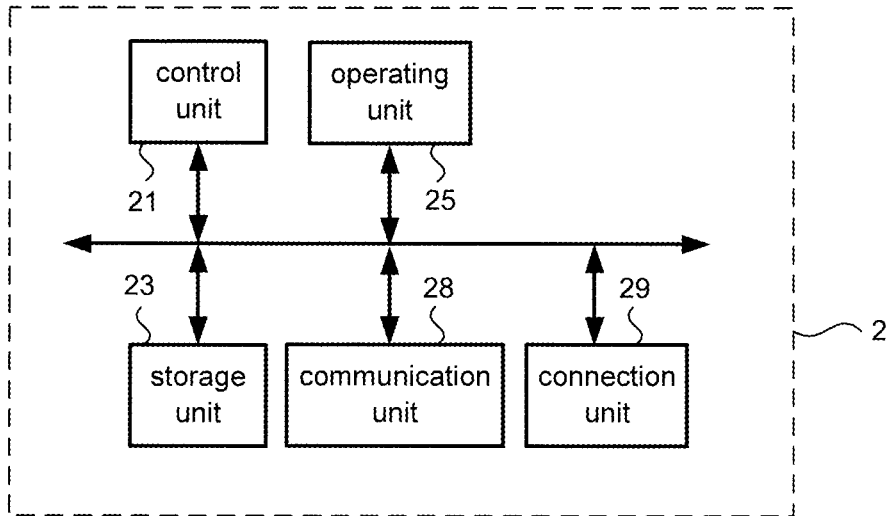 control
unit
operating
unit
21
25
23
28
29
2
storage
unit
communication
unit
connection
unit